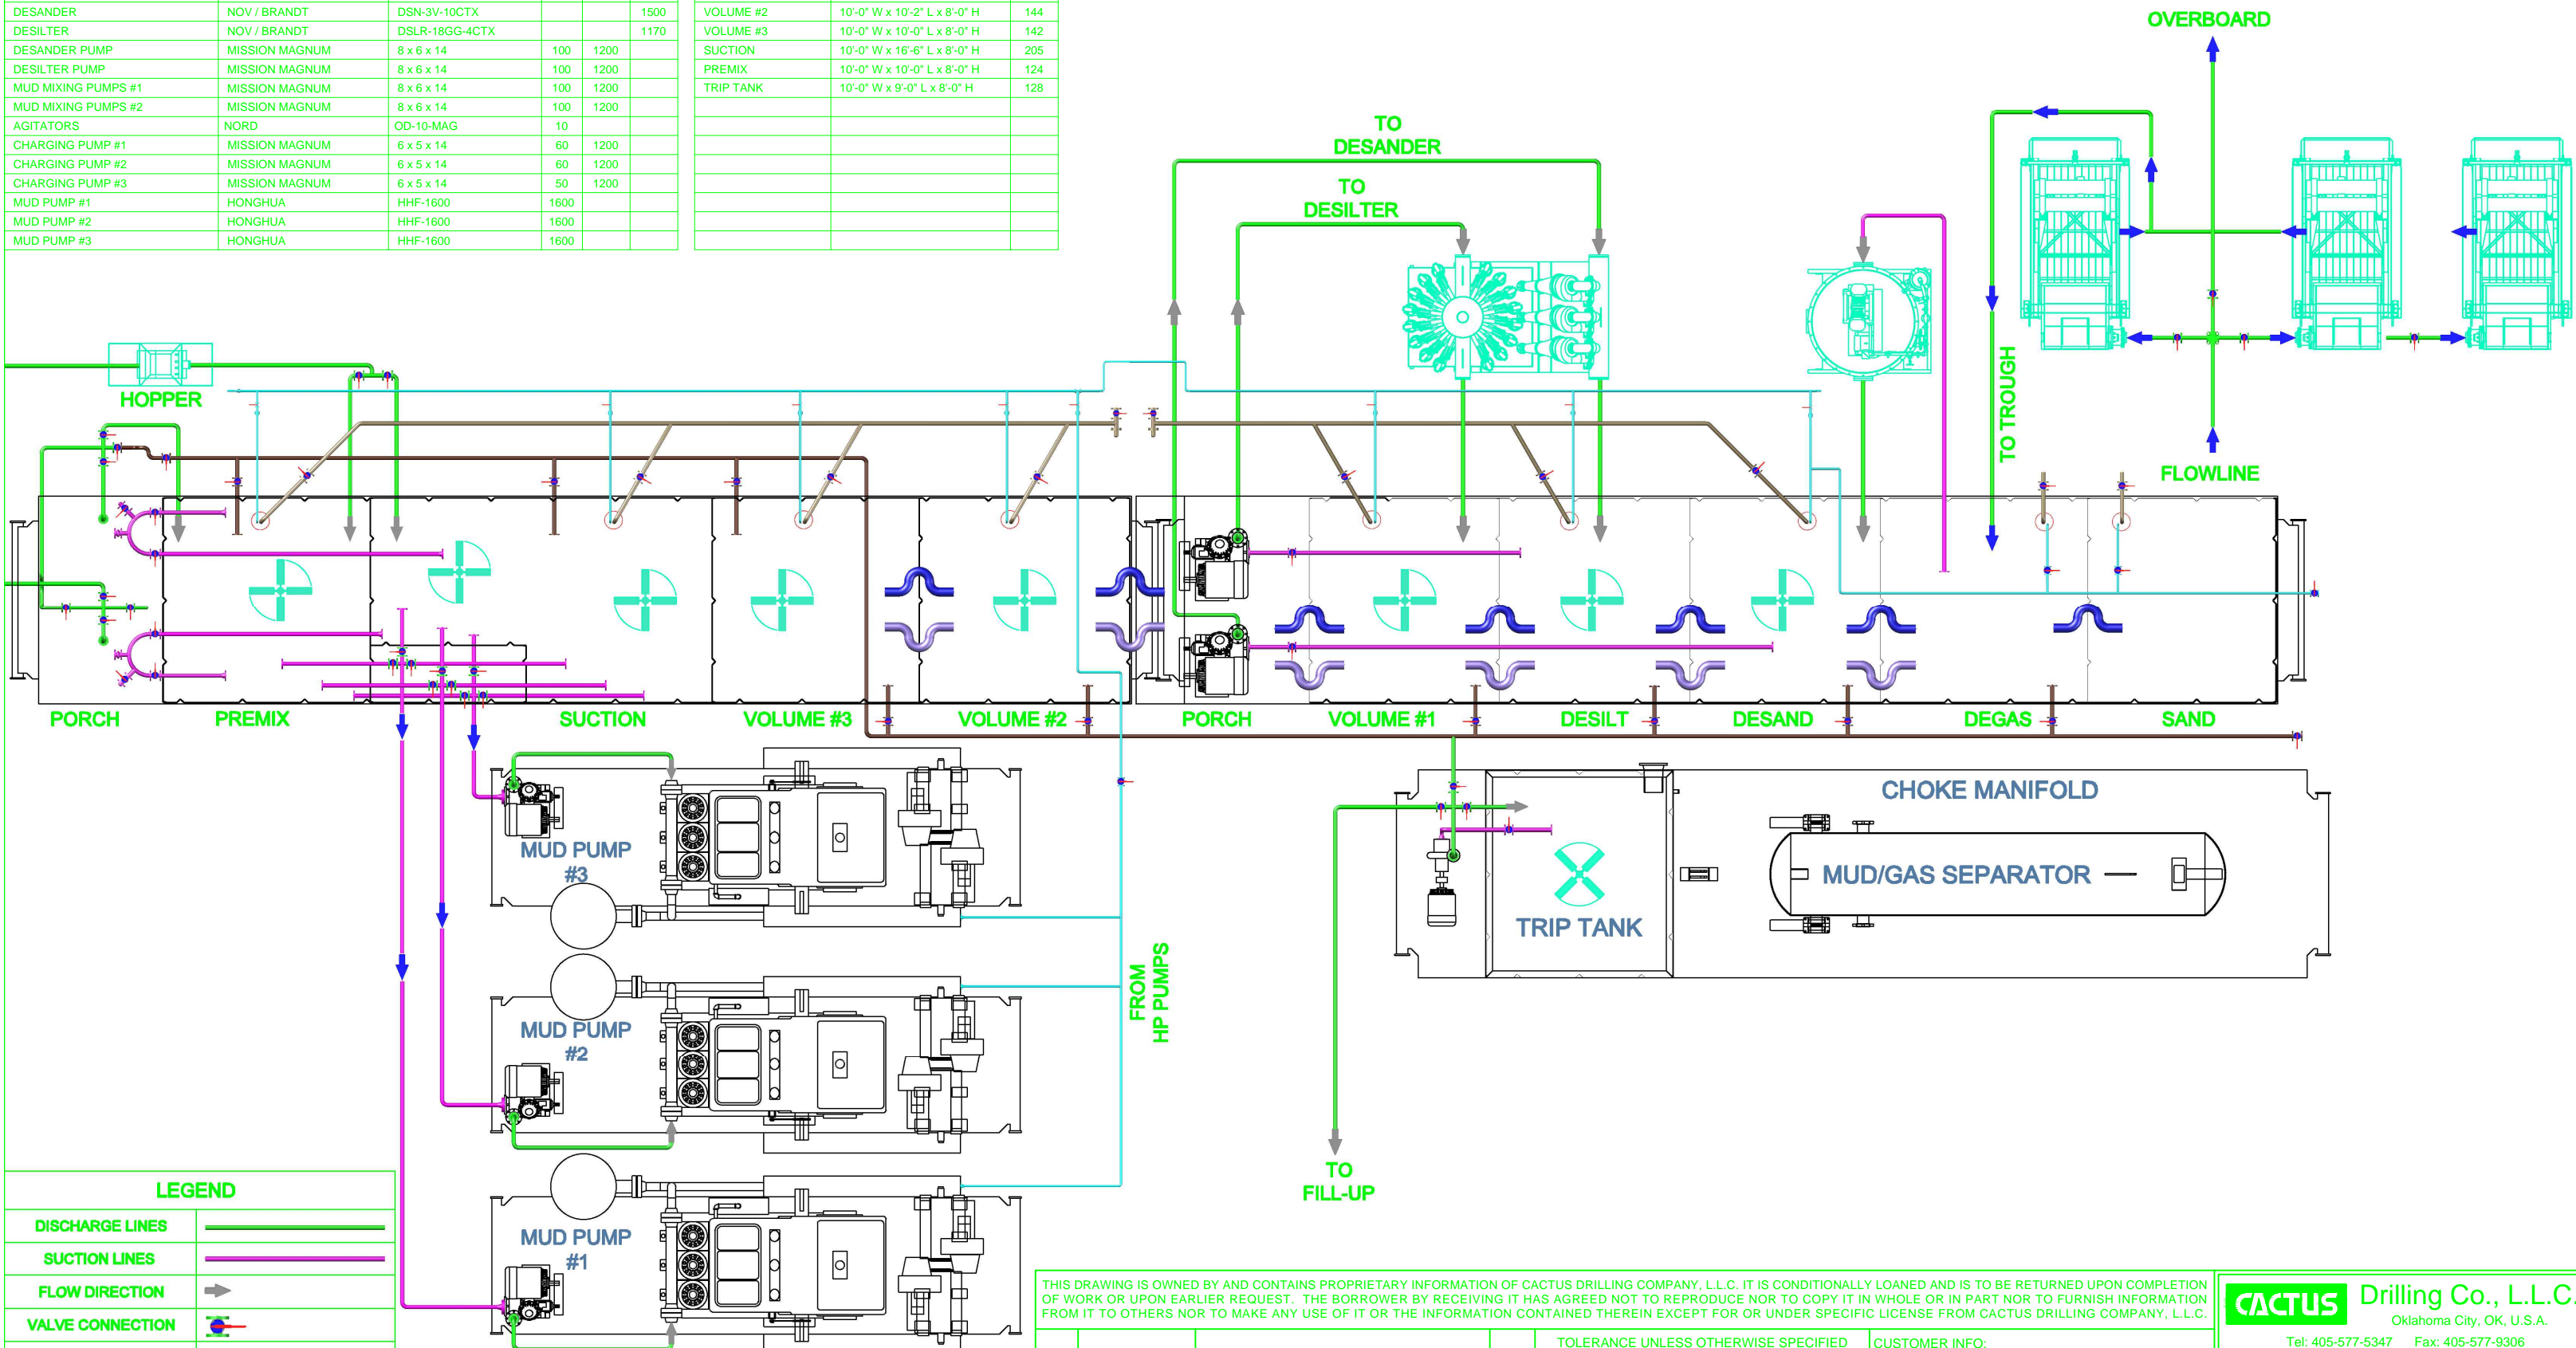 DESANDER NOV / BRANDT DSN-3V-10CTX 1500
DESILTER NOV / BRANDT DSLR-18GG-4CTX 1170
DESANDER PUMP MISSION MAGNUM 8 x 6 x 14 100 1200
DESILTER PUMP MISSION MAGNUM 8 x 6 x 14 100 1200
MUD MIXING PUMPS #1 MISSION MAGNUM 8 x 6 x 14 100 1200
MUD MIXING PUMPS #2 MISSION MAGNUM 8 x 6 x 14 100 1200
AGITATORS NORD OD-10-MAG 10
CHARGING PUMP #1 MISSION MAGNUM 6 x 5 x 14 60 1200
CHARGING PUMP #2 MISSION MAGNUM 6 x 5 x 14 60 1200
CHARGING PUMP #3 MISSION MAGNUM 6 x 5 x 14 50 1200
MUD PUMP #1 HONGHUA HHF-1600 1600
MUD PUMP #2 HONGHUA HHF-1600 1600
MUD PUMP #3 HONGHUA HHF-1600 1600
VOLUME #2 10'-0" W x 10'-2" L x 8'-0" H 144
VOLUME #3 10'-0" W x 10'-0" L x 8'-0" H 142
SUCTION 10'-0" W x 16'-6" L x 8'-0" H 205
PREMIX 10'-0" W x 10'-0" L x 8'-0" H 124
TRIP TANK 10'-0" W x 9'-0" L x 8'-0" H 128
OVERBOARD
TO
DESANDER
TO
DESILTER
TO TROUGH
FLOWLINE
HOPPER
PORCH
PREMIX
SUCTION
VOLUME #3
VOLUME #2
PORCH
VOLUME #1
DESILT
DESAND
DEGAS
SAND
MUD PUMP
#3
MUD PUMP
#2
MUD PUMP
#1
FROM
HP PUMPS
CHOKE MANIFOLD
MUD/GAS SEPARATOR
TRIP TANK
TO
FILL-UP
LEGEND
DISCHARGE LINES
SUCTION LINES
FLOW DIRECTION
VALVE CONNECTION
THIS DRAWING IS OWNED BY AND CONTAINS PROPRIETARY INFORMATION OF CACTUS DRILLING COMPANY, L.L.C. IT IS CONDITIONALLY LOANED AND IS TO BE RETURNED UPON COMPLETION
OF WORK OR UPON EARLIER REQUEST. THE BORROWER BY RECEIVING IT HAS AGREED NOT TO REPRODUCE NOR TO COPY IT IN WHOLE OR IN PART NOR TO FURNISH INFORMATION
FROM IT TO OTHERS NOR TO MAKE ANY USE OF IT OR THE INFORMATION CONTAINED THEREIN EXCEPT FOR OR UNDER SPECIFIC LICENSE FROM CACTUS DRILLING COMPANY, L.L.C.
TOLERANCE UNLESS OTHERWISE SPECIFIED
CUSTOMER INFO:
CACTUS Drilling Co., L.L.C.
Oklahoma City, OK, U.S.A.
Tel: 405-577-5347 Fax: 405-577-9306